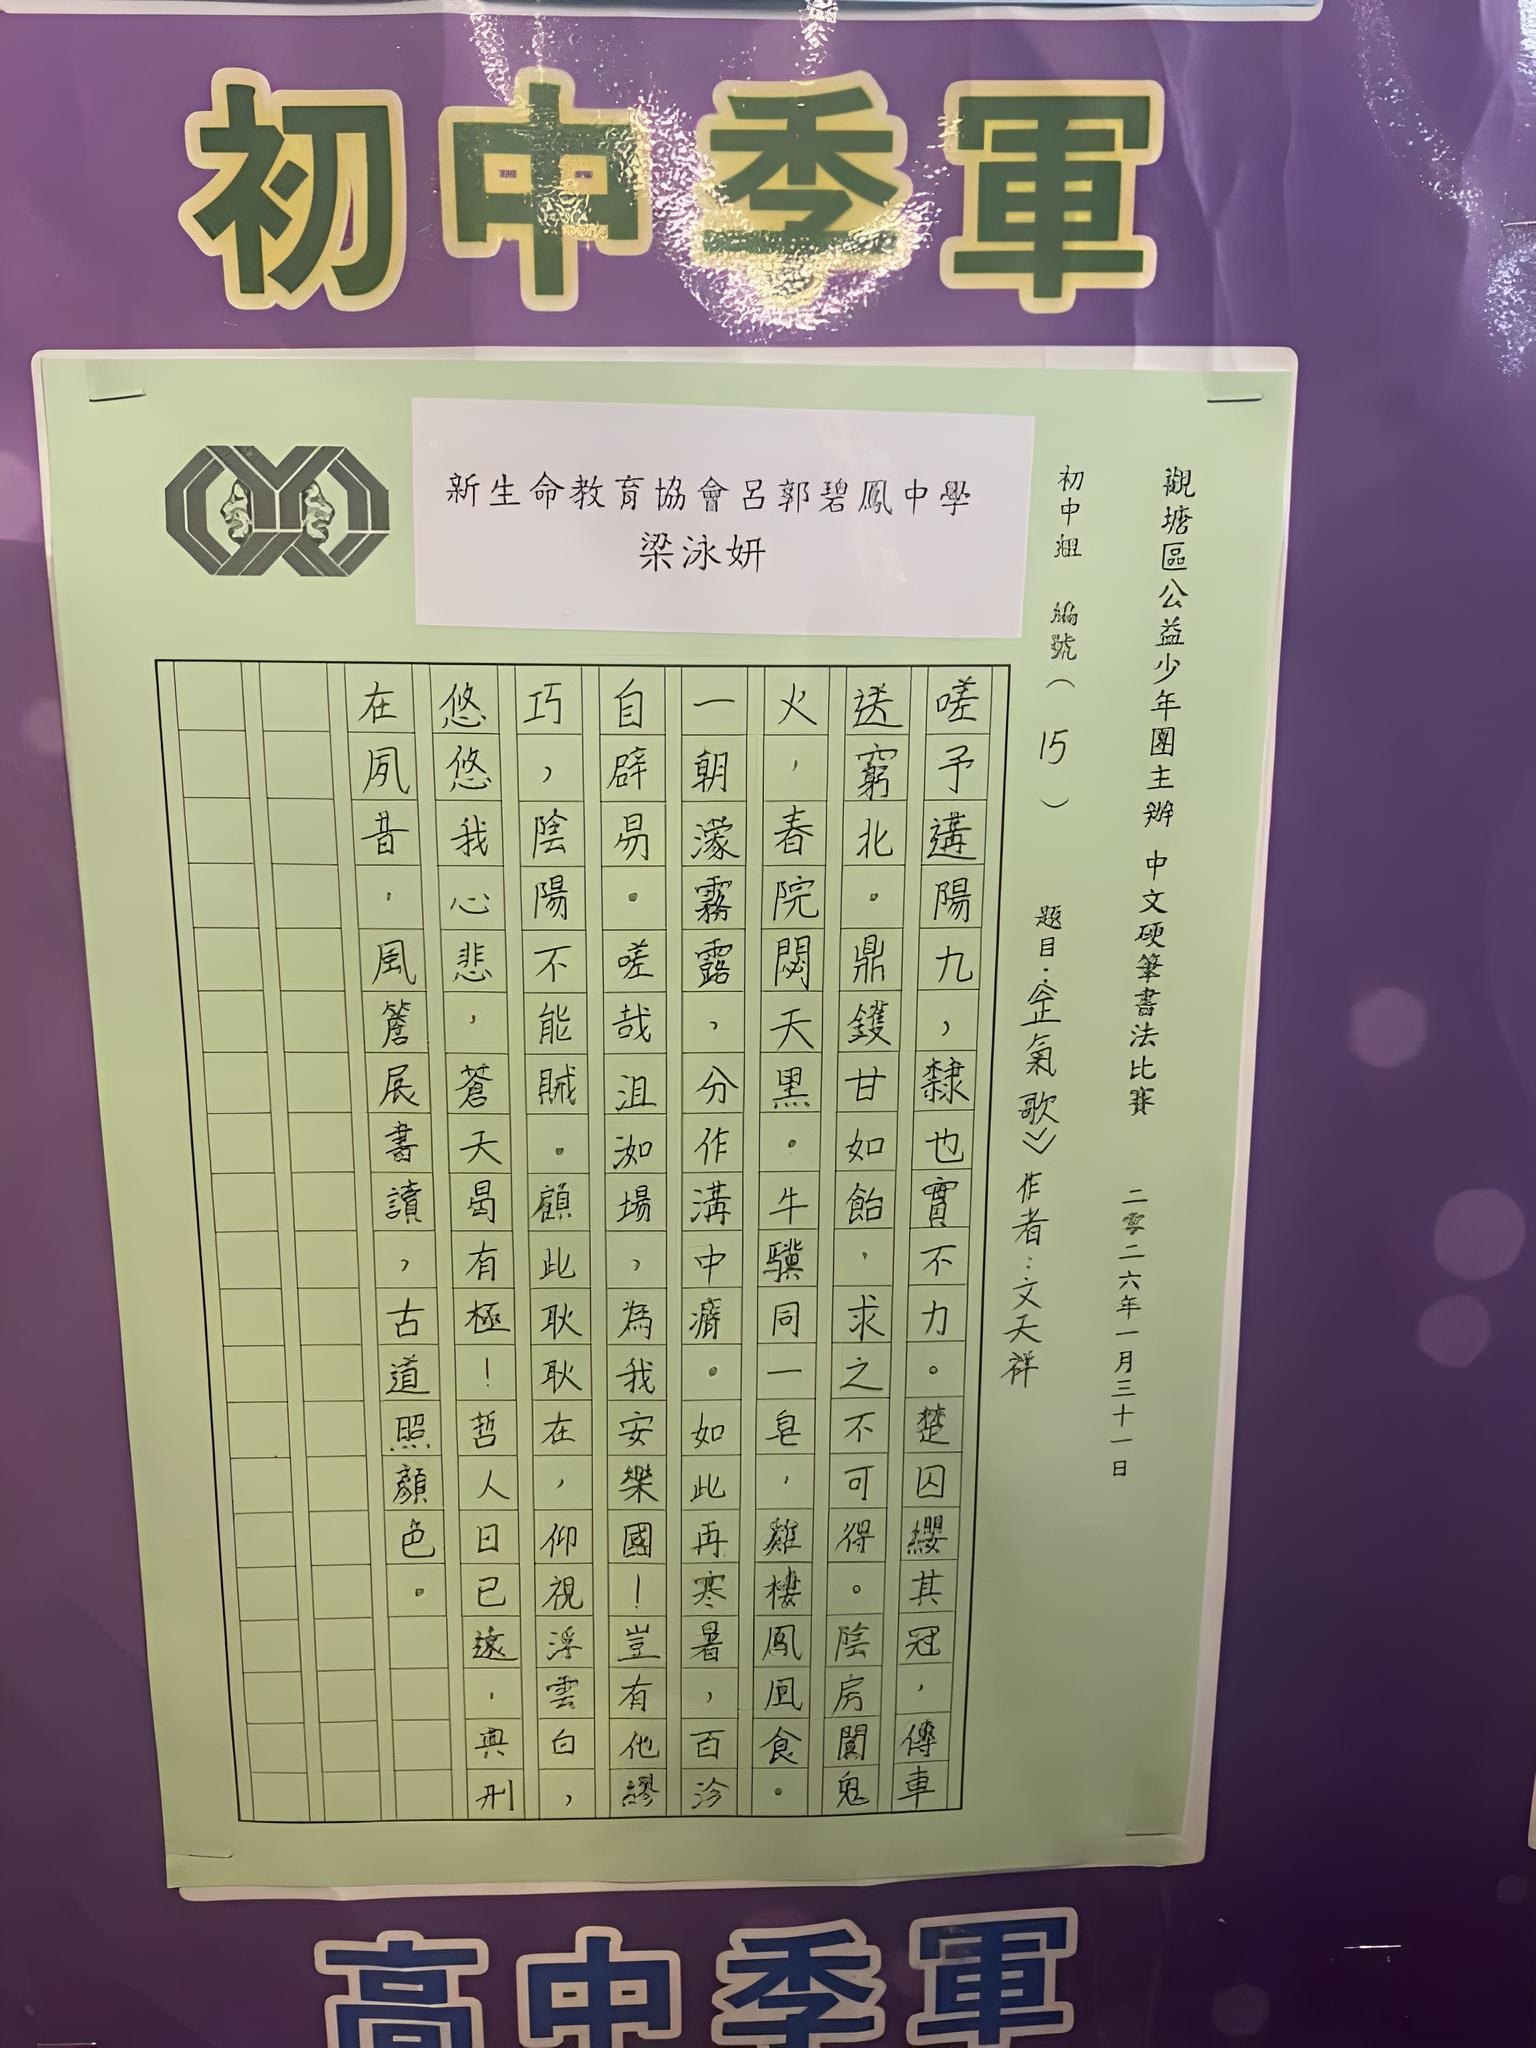 初中季軍
新生命教育協會呂郭碧鳳中學
梁泳妍
觀塘區公益少年團主辦 中文硬筆書法比賽 二零二六年一月三十一日
初中組 編號（15） 題目：《正氣歌》作者：文天祥
嗟予遘陽九，隸也實不力。楚囚纓其冠，傳車
送窮北。鼎鑊甘如飴，求之不可得。陰房闃鬼
火，春院閟天黑。牛驥同一皂，雞棲鳳凰食。
一朝濛霧露，分作溝中瘠。如此再寒暑，百沴
自辟易。嗟哉沮洳場，為我安樂國！豈有他謬
巧，陰陽不能賊。顧此耿耿在，仰視浮雲白，
悠悠我心悲，蒼天曷有極！哲人日已遠，典刑
在夙昔，風簷展書讀，古道照顏色。
高中季軍